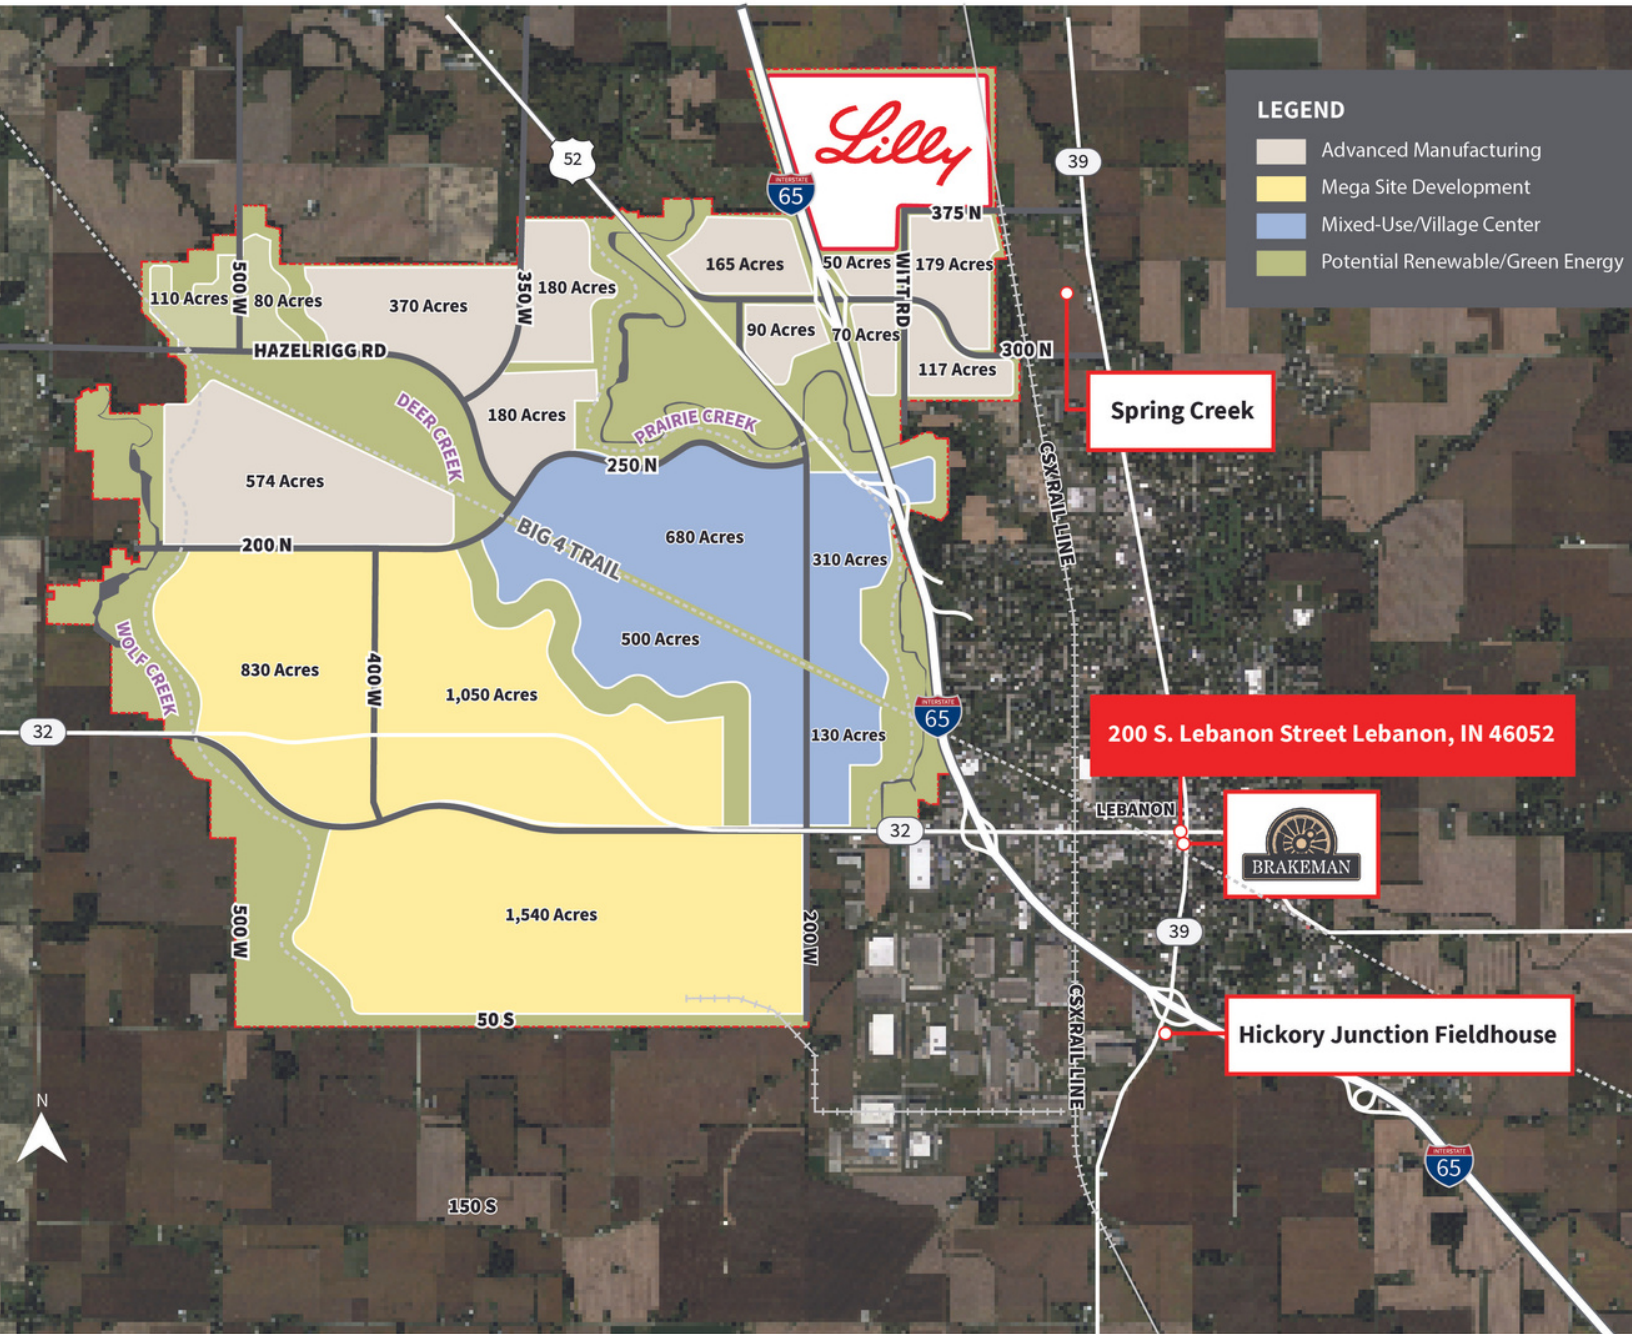 Lilly
52
INTERSTATE
65
39
LEGEND
Advanced Manufacturing
Mega Site Development
Mixed-Use/Village Center
Potential Renewable/Green Energy
375 N
165 Acres
50 Acres
WITT RD
179 Acres
500 W
350 W
180 Acres
110 Acres
80 Acres
370 Acres
90 Acres
70 Acres
HAZELRIGG RD
300 N
117 Acres
DEER CREEK
180 Acres
PRAIRIE CREEK
Spring Creek
250 N
CSX RAIL LINE
574 Acres
200 N
BIG 4 TRAIL
680 Acres
310 Acres
WOLF CREEK
830 Acres
400 W
1,050 Acres
500 Acres
INTERSTATE
65
32
130 Acres
200 S. Lebanon Street Lebanon, IN 46052
LEBANON
32
BRAKEMAN
1,540 Acres
500 W
200 W
39
CSX RAIL LINE
50 S
Hickory Junction Fieldhouse
N
INTERSTATE
65
150 S